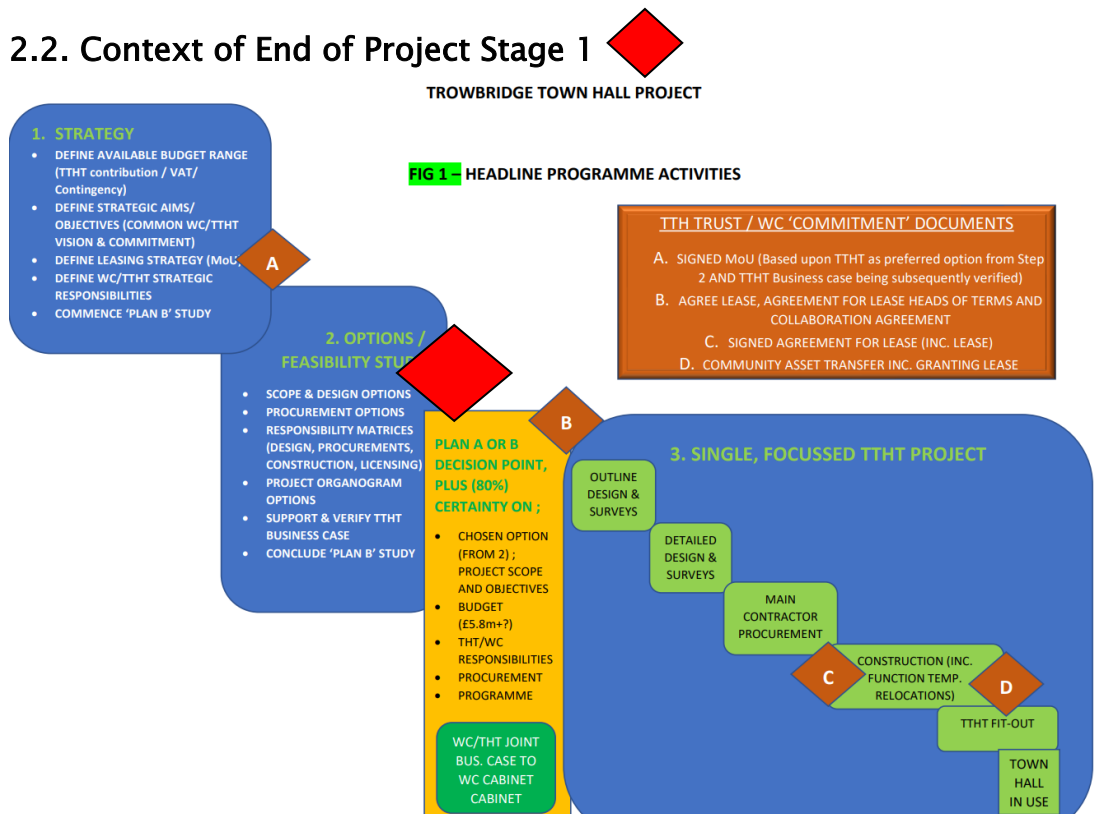 2.2. Context of End of Project Stage 1
TROWBRIDGE TOWN HALL PROJECT
FIG 1 – HEADLINE PROGRAMME ACTIVITIES
1. STRATEGY
• DEFINE AVAILABLE BUDGET RANGE
(TTHT contribution / VAT/
Contingency)
• DEFINE STRATEGIC AIMS/
OBJECTIVES (COMMON WC/TTHT
VISION & COMMITMENT)
• DEFINE LEASING STRATEGY (MoU)
• DEFINE WC/TTHT STRATEGIC
RESPONSIBILITIES
• COMMENCE ‘PLAN B’ STUDY
A
TTH TRUST / WC ‘COMMITMENT’ DOCUMENTS
A. SIGNED MoU (Based upon TTHT as preferred option from Step
2 AND TTHT Business case being subsequently verified)
B. AGREE LEASE, AGREEMENT FOR LEASE HEADS OF TERMS AND
COLLABORATION AGREEMENT
C. SIGNED AGREEMENT FOR LEASE (INC. LEASE)
D. COMMUNITY ASSET TRANSFER INC. GRANTING LEASE
2. OPTIONS /
FEASIBILITY
• SCOPE & DESIGN OPTIONS
• PROCUREMENT OPTIONS
• RESPONSIBILITY MATRICES
(DESIGN, PROCUREMENTS,
CONSTRUCTION, LICENSING)
• PROJECT ORGANOGRAM
OPTIONS
• SUPPORT & VERIFY TTHT
BUSINESS CASE
• CONCLUDE ‘PLAN B’ STUDY
B
PLAN A OR B
DECISION POINT,
PLUS (80%)
CERTAINTY ON ;
• CHOSEN OPTION
(FROM 2) ;
PROJECT SCOPE
AND OBJECTIVES
• BUDGET
(£5.8m+?)
• THT/WC
RESPONSIBILITIES
• PROCUREMENT
• PROGRAMME
WC/THT JOINT
BUS. CASE TO
WC CABINET
CABINET
3. SINGLE, FOCUSSED TTHT PROJECT
OUTLINE
DESIGN &
SURVEYS
DETAILED
DESIGN &
SURVEYS
MAIN
CONTRACTOR
PROCUREMENT
C
CONSTRUCTION (INC.
FUNCTION TEMP.
RELOCATIONS)
D
TTHT FIT-OUT
TOWN
HALL
IN USE